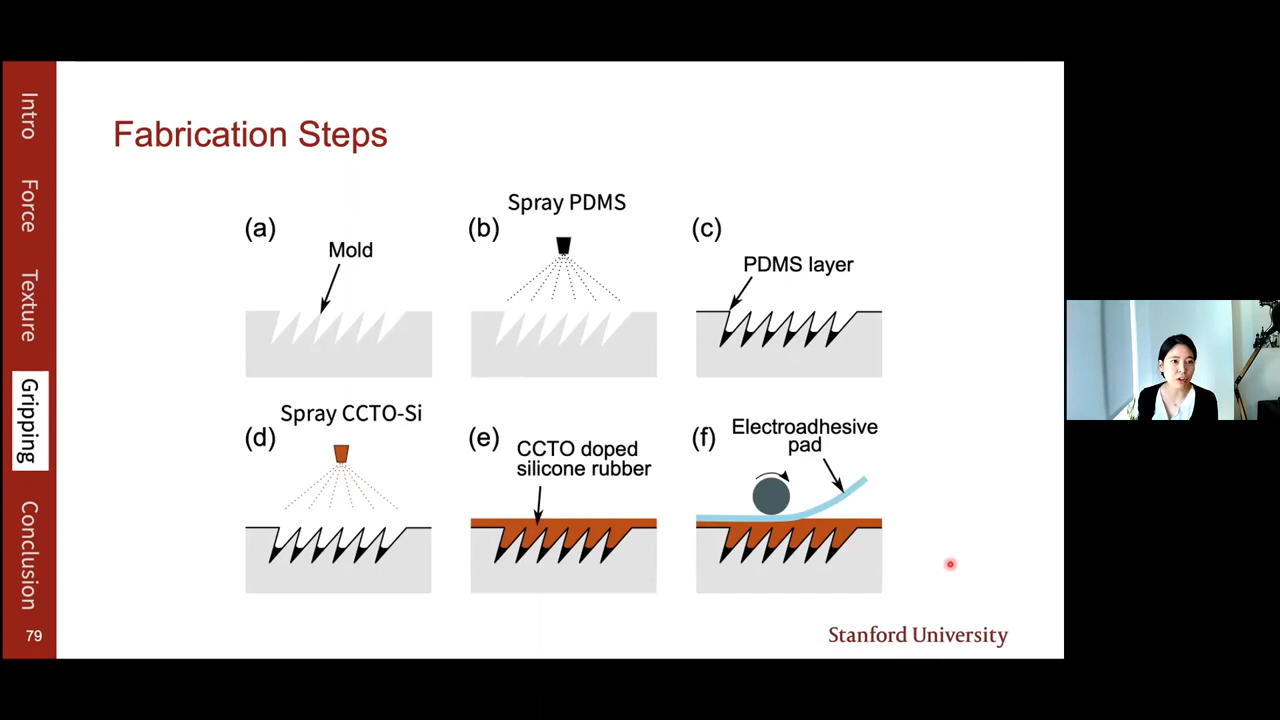 Intro
Force
Texture
Gripping
Conclusion
79
Fabrication Steps
(a)
Mold
(b)
Spray PDMS
(c)
PDMS layer
(d)
Spray CCTO-Si
(e)
CCTO doped
silicone rubber
(f)
Electroadhesive
pad
Stanford University